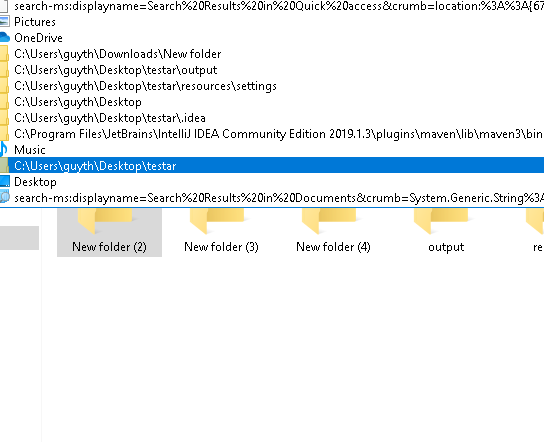 search-ms:displayname=Search%20Results%20in%20Quick%20access&crumb=location:%3A%3A{67
Pictures
OneDrive
C:\Users\guyth\Downloads\New folder
C:\Users\guyth\Desktop\testar\output
C:\Users\guyth\Desktop\testar\resources\settings
C:\Users\guyth\Desktop
C:\Users\guyth\Desktop\testar\.idea
C:\Program Files\JetBrains\IntelliJ IDEA Community Edition 2019.1.3\plugins\maven\lib\maven3\bin
Music
C:\Users\guyth\Desktop\testar
Desktop
search-ms:displayname=Search%20Results%20in%20Documents&crumb=System.Generic.String%3A
New folder (2) New folder (3) New folder (4) output re